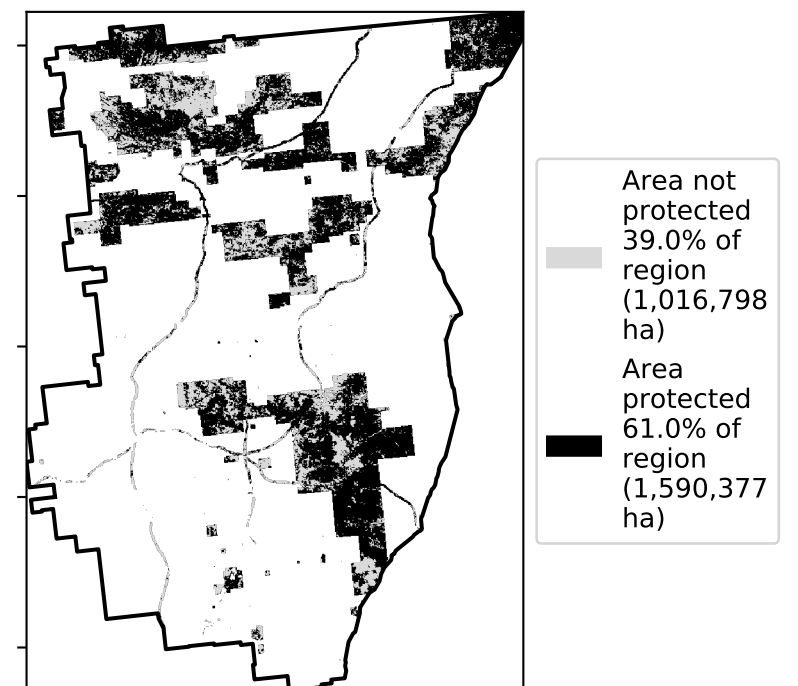 Area not
protected
39.0% of
region
(1,016,798
ha)
Area
protected
61.0% of
region
(1,590,377
ha)